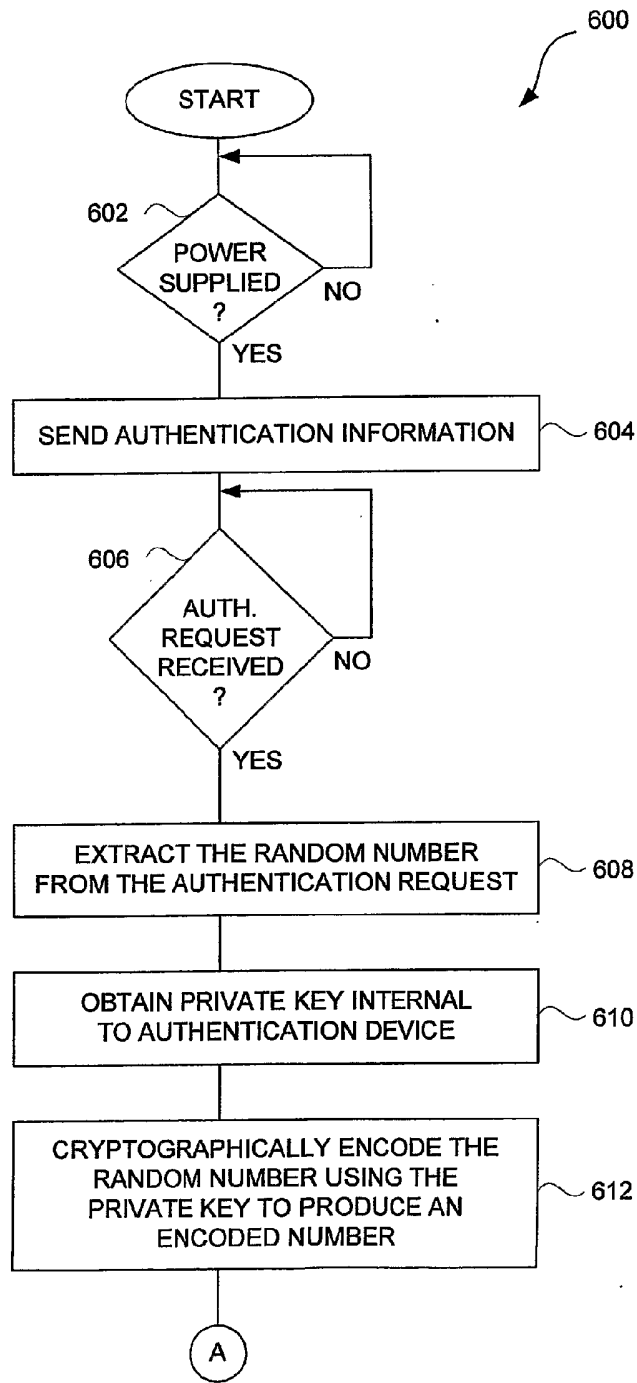 600
START
602
POWER
SUPPLIED
?
NO
YES
SEND AUTHENTICATION INFORMATION
604
606
AUTH.
REQUEST
RECEIVED
?
NO
YES
EXTRACT THE RANDOM NUMBER
FROM THE AUTHENTICATION REQUEST
608
OBTAIN PRIVATE KEY INTERNAL
TO AUTHENTICATION DEVICE
610
CRYPTOGRAPHICALLY ENCODE THE
RANDOM NUMBER USING THE
PRIVATE KEY TO PRODUCE AN
ENCODED NUMBER
612
A